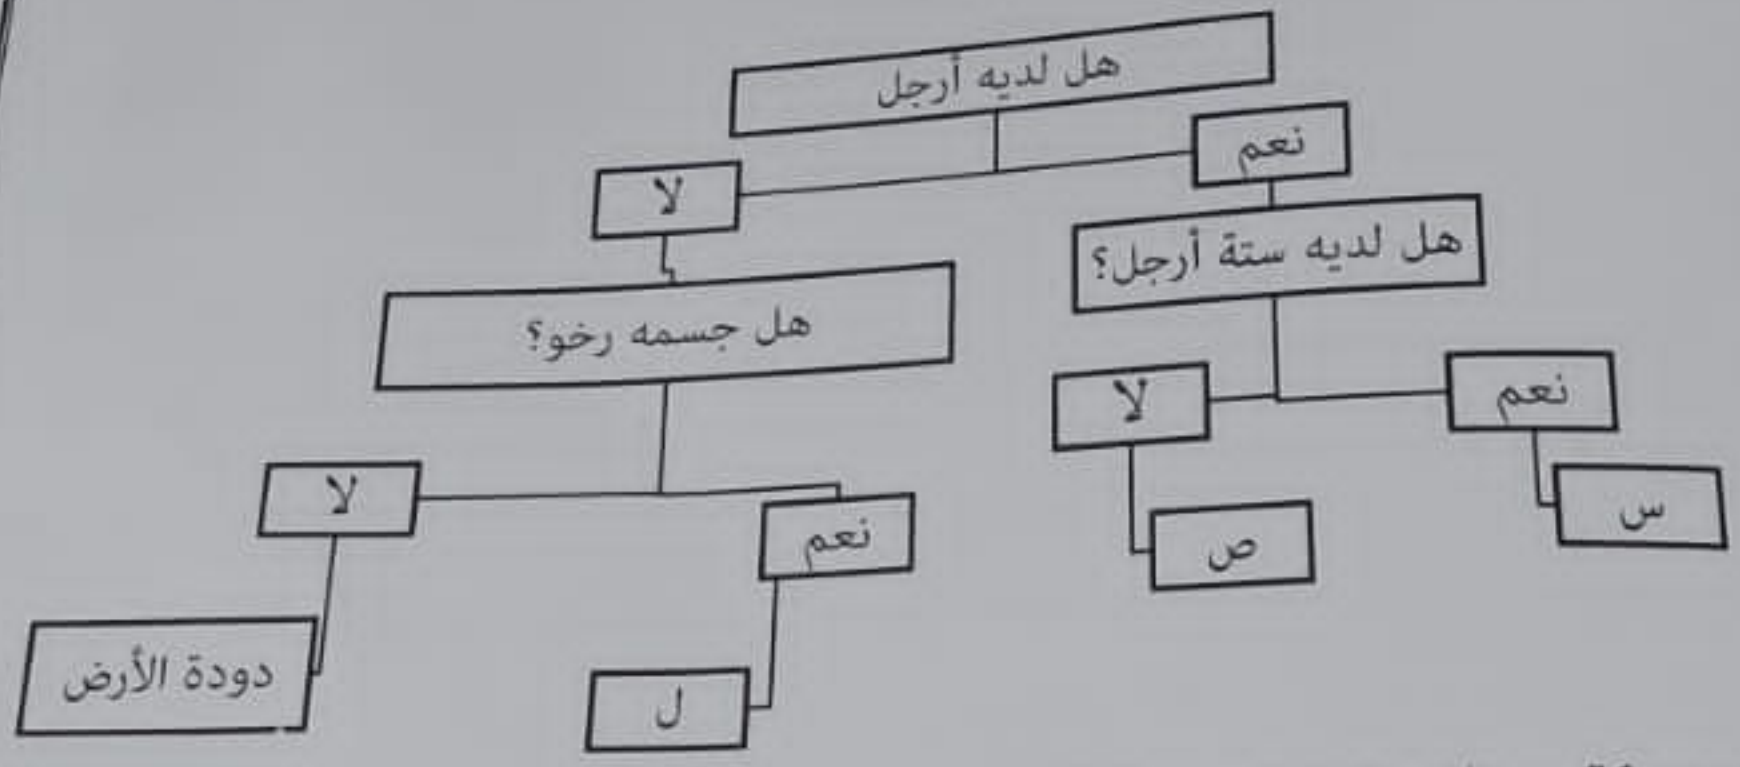 هل لديه أرجل
نعم
لا
هل لديه ستة أرجل؟
هل جسمه رخو؟
نعم
لا
نعم
لا
س
ص
ل
دودة الأرض